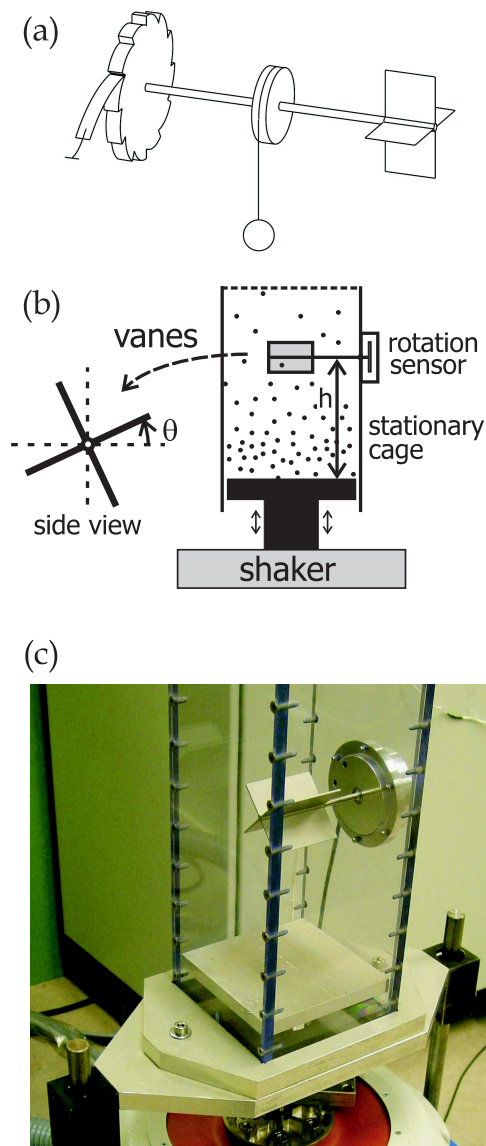 (a)
(b)
vanes
rotation
sensor
h
θ
stationary
cage
side view
shaker
(c)